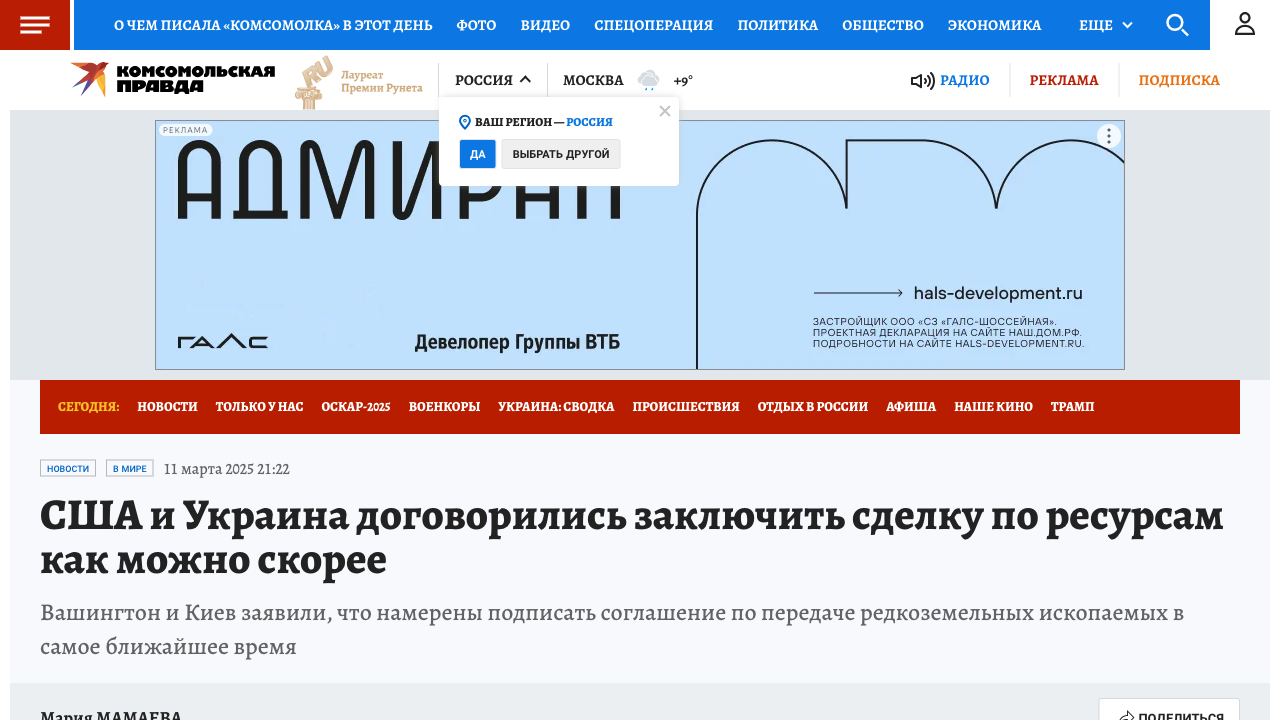 О ЧЕМ ПИСАЛА «КОМСОМОЛКА» В ЭТОТ ДЕНЬ ФОТО ВИДЕО СПЕЦОПЕРАЦИЯ ПОЛИТИКА ОБЩЕСТВО ЭКОНОМИКА ЕЩЕ
КОМСОМОЛЬСКАЯ
ПРАВДА
Лауреат
Премии Рунета
РОССИЯ МОСКВА +9° РАДИО РЕКЛАМА ПОДПИСКА
ВАШ РЕГИОН — РОССИЯ
ДА ВЫБРАТЬ ДРУГОЙ
РЕКЛАМА
hals-development.ru
ЗАСТРОЙЩИК ООО «СЗ «ГАЛС-ШОССЕЙНАЯ».
ПРОЕКТНАЯ ДЕКЛАРАЦИЯ НА САЙТЕ НАШ.ДОМ.РФ.
ПОДРОБНОСТИ НА САЙТЕ HALS-DEVELOPMENT.RU.
ГАЛС
Девелопер Группы ВТБ
СЕГОДНЯ: НОВОСТИ ТОЛЬКО У НАС ОСКАР-2025 ВОЕНКОРЫ УКРАИНА: СВОДКА ПРОИСШЕСТВИЯ ОТДЫХ В РОССИИ АФИША НАШЕ КИНО ТРАМП
НОВОСТИ В МИРЕ 11 марта 2025 21:22
США и Украина договорились заключить сделку по ресурсам
как можно скорее
Вашингтон и Киев заявили, что намерены подписать соглашение по передаче редкоземельных ископаемых в
самое ближайшее время
Мария МАМАЕВА
ПОДЕЛИТЬСЯ